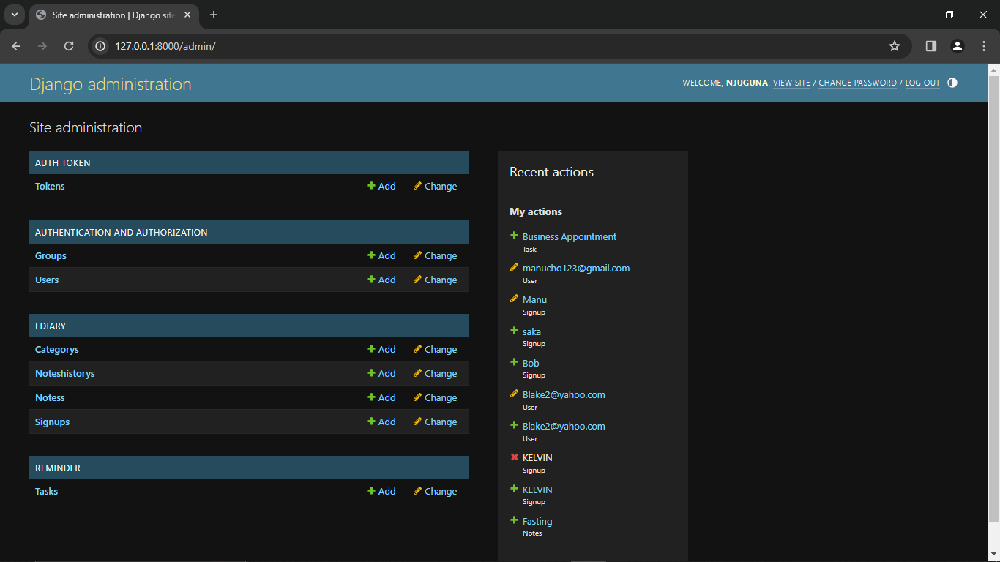 Site administration | Django site
127.0.0.1:8000/admin/
Django administration
WELCOME, NJUGUNA. VIEW SITE / CHANGE PASSWORD / LOG OUT
Site administration
AUTH TOKEN
Tokens Add Change
AUTHENTICATION AND AUTHORIZATION
Groups Add Change
Users Add Change
EDIARY
Categorys Add Change
Noteshistorys Add Change
Notess Add Change
Signups Add Change
REMINDER
Tasks Add Change
Recent actions
My actions
Business Appointment
Task
manucho123@gmail.com
User
Manu
Signup
saka
Signup
Bob
Signup
Blake2@yahoo.com
User
Blake2@yahoo.com
User
KELVIN
Signup
KELVIN
Signup
Fasting
Notes